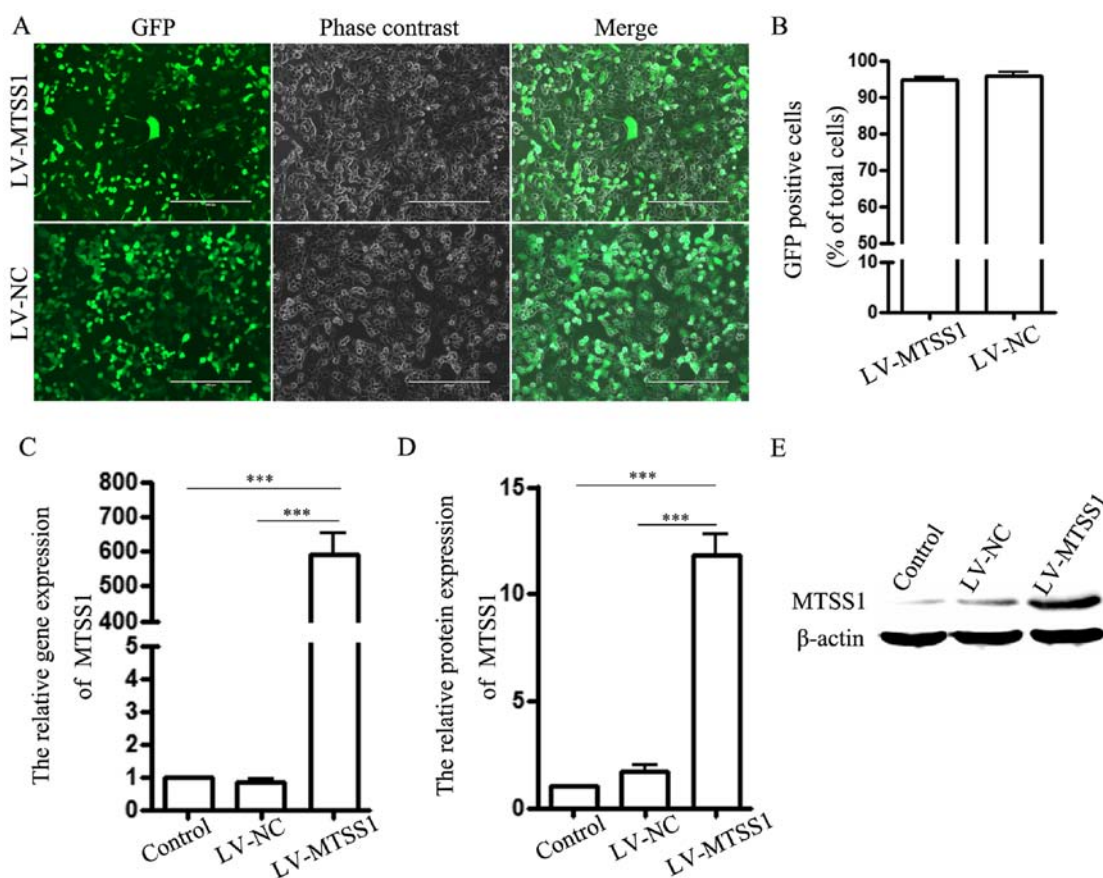 A
GFP
Phase contrast
Merge
LV-MTSS1
LV-NC
B
GFP positive cells
(% of total cells)
100
90
80
70
60
50
10
0
LV-MTSS1
LV-NC
C
The relative gene expression
of MTSS1
800
700
600
500
400
5
4
3
2
1
0
***
***
Control
LV-NC
LV-MTSS1
D
The relative protein expression
of MTSS1
15
10
5
0
***
***
Control
LV-NC
LV-MTSS1
E
Control
LV-NC
LV-MTSS1
MTSS1
β-actin